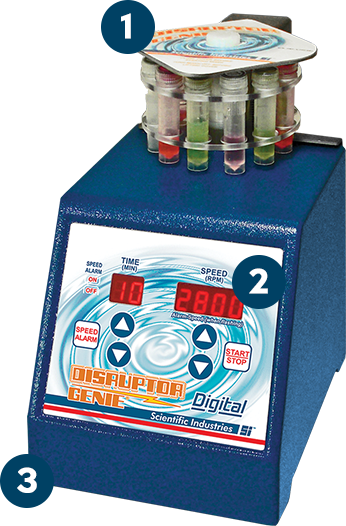 1
DISRUPTOR
TIME
(MIN)
SPEED
(RPM)
2
SPEED
ALARM
ON
OFF
10
2800
SPEED
ALARM
START
STOP
DISRUPTOR
GENIE
Digital
Scientific Industries SI
3